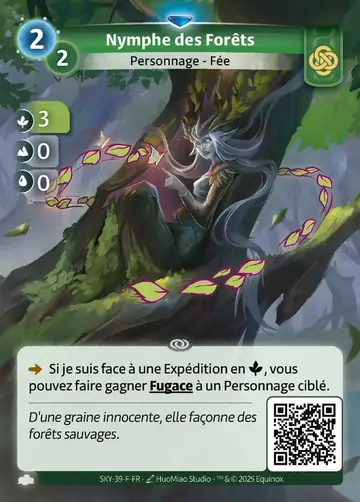 2
Nymphe des Forêts
2
Personnage - Fée
3
0
0
Si je suis face à une Expédition en , vous
pouvez faire gagner Fugace à un Personnage ciblé.
D'une graine innocente, elle façonne des
forêts sauvages.
SKY-39-F-FR - HuoMiao Studio - ™ & © 2025 Equinox